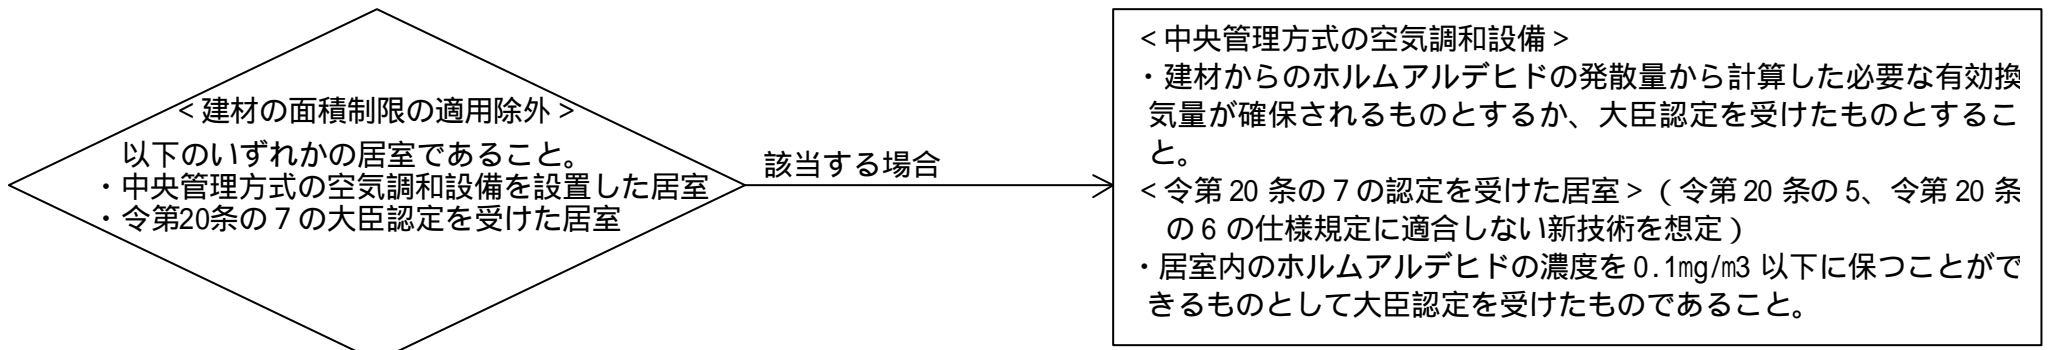 ＜建材の面積制限の適用除外＞
以下のいずれかの居室であること。
・中央管理方式の空気調和設備を設置した居室
・令第20条の７の大臣認定を受けた居室
該当する場合
＜中央管理方式の空気調和設備＞
・建材からのホルムアルデヒドの発散量から計算した必要な有効換
気量が確保されるものとするか、大臣認定を受けたものとするこ
と。
＜令第 20 条の７の認定を受けた居室＞（令第 20 条の 5、令第 20 条
の 6 の仕様規定に適合しない新技術を想定）
・居室内のホルムアルデヒドの濃度を 0.1㎎/㎥ 以下に保つことがで
きるものとして大臣認定を受けたものであること。